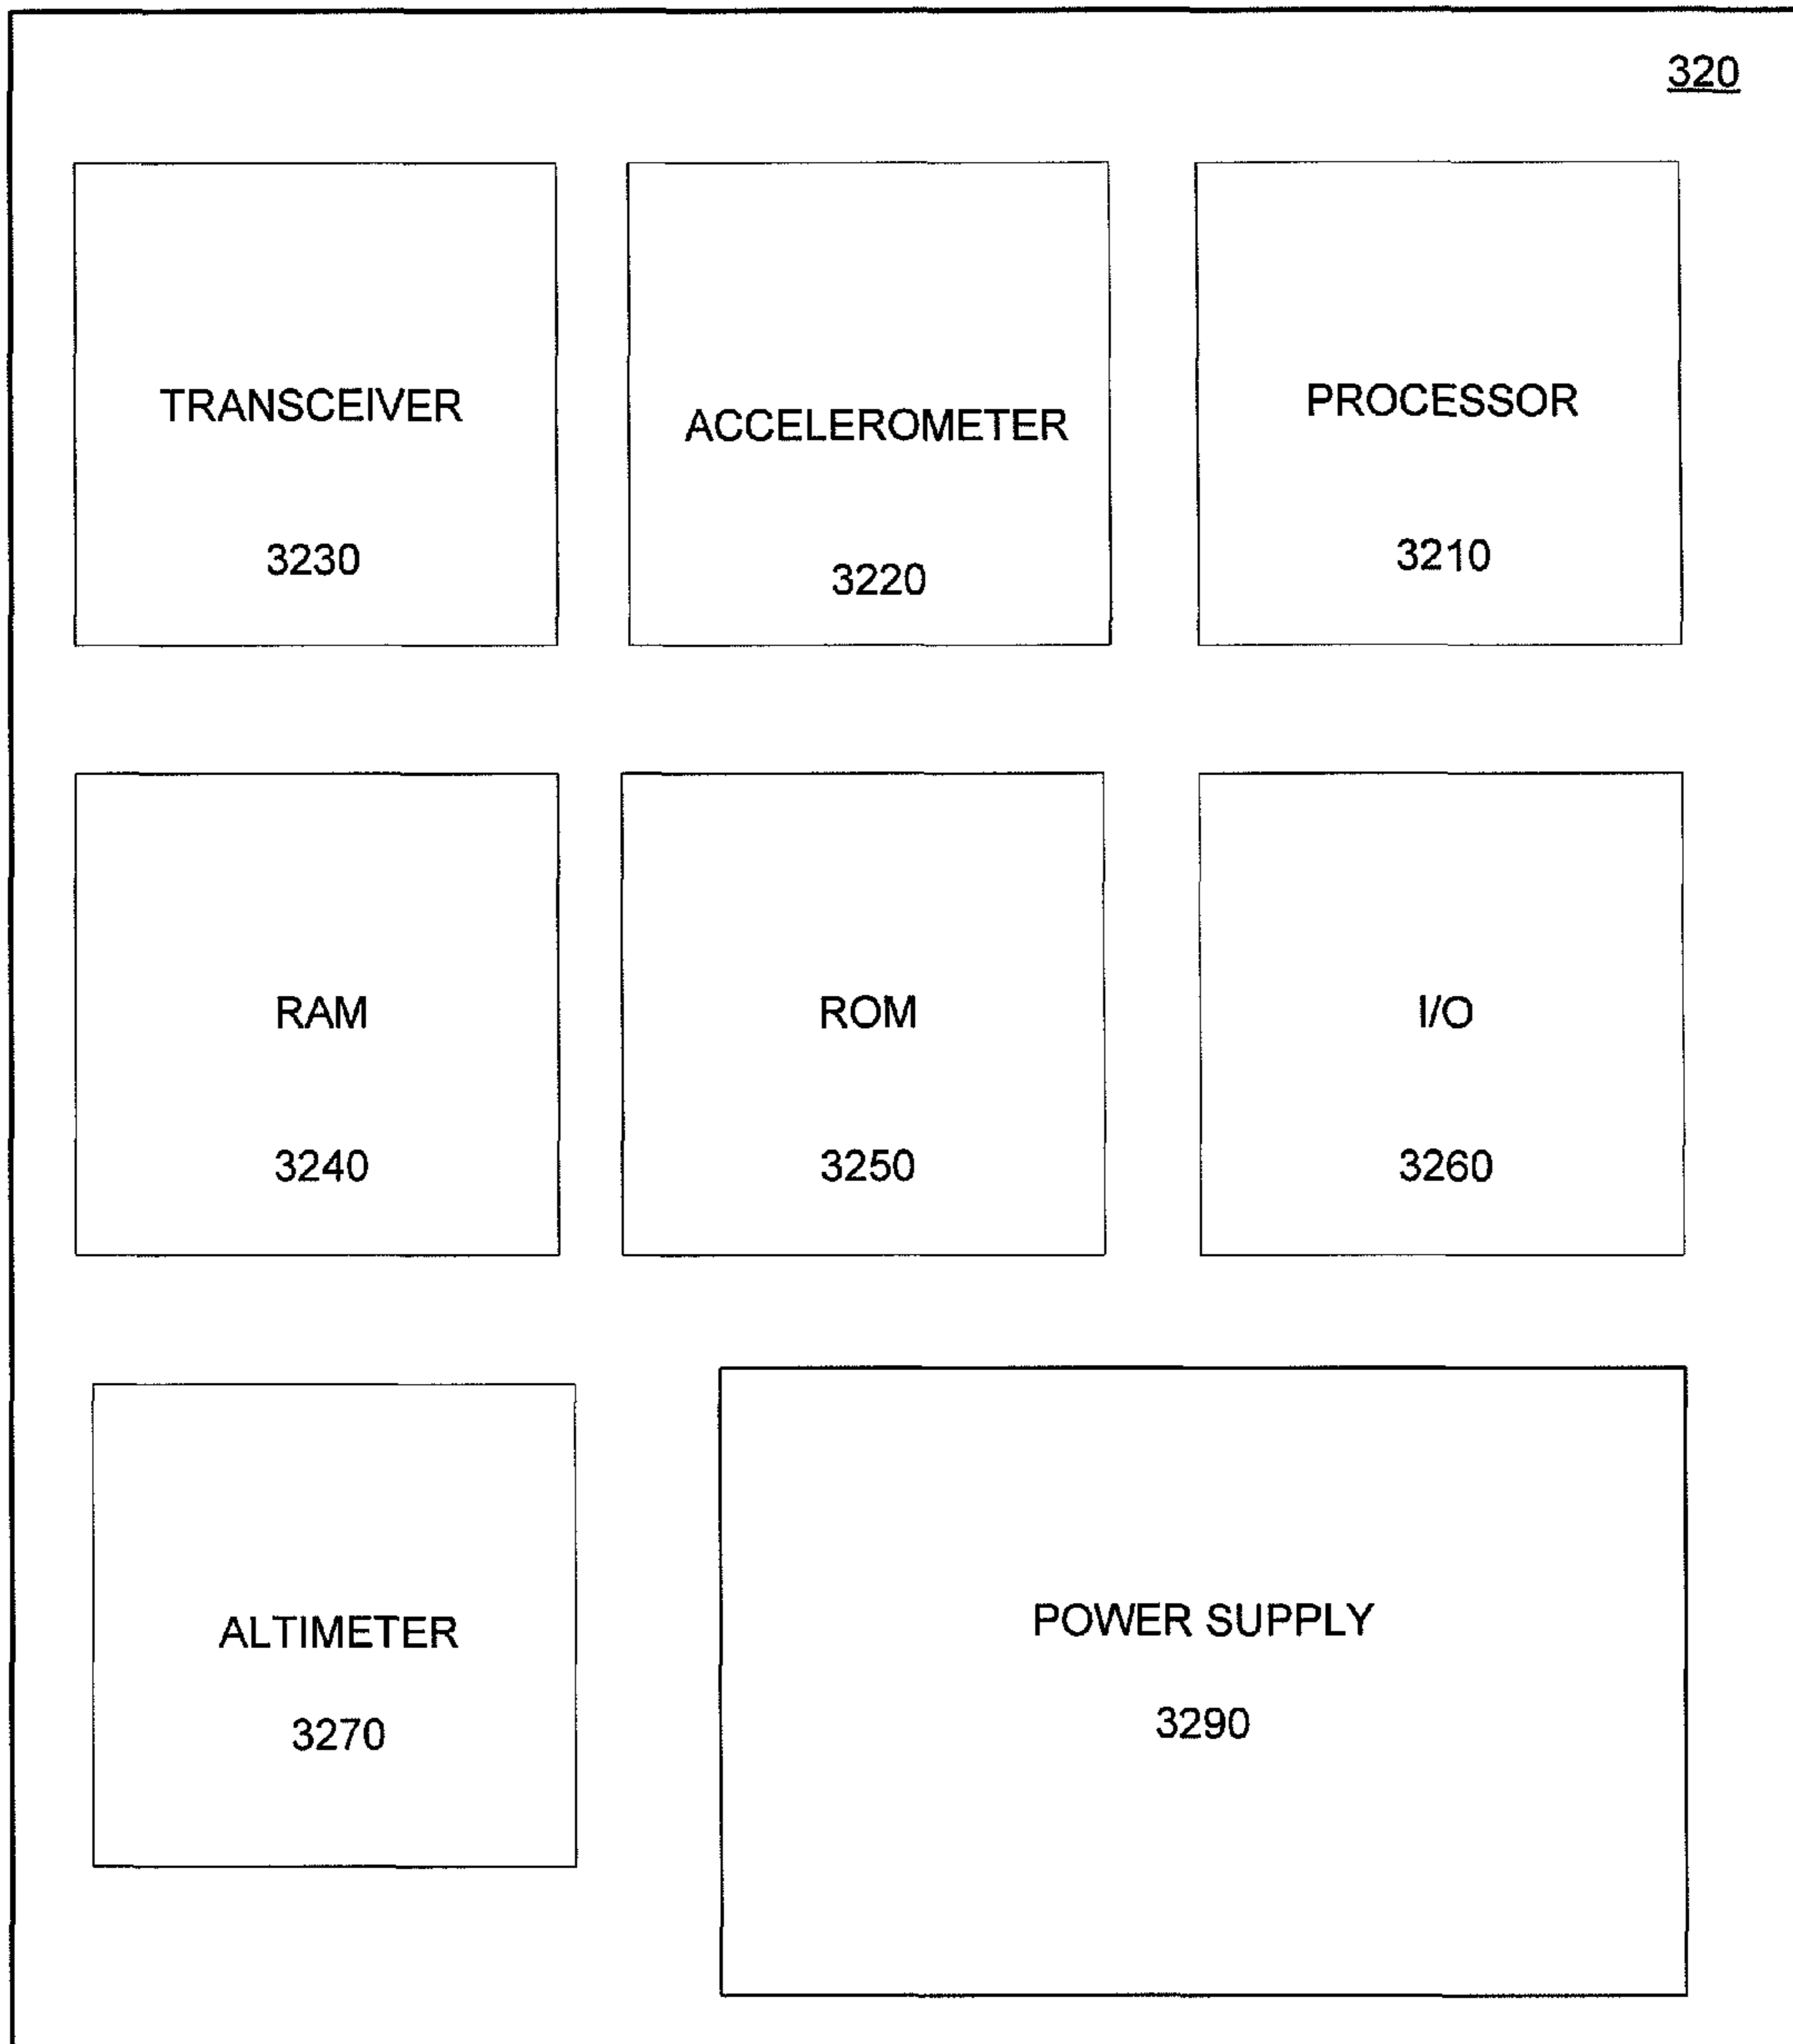 320
TRANSCEIVER
3230
ACCELEROMETER
3220
PROCESSOR
3210
RAM
3240
ROM
3250
I/O
3260
ALTIMETER
3270
POWER SUPPLY
3290